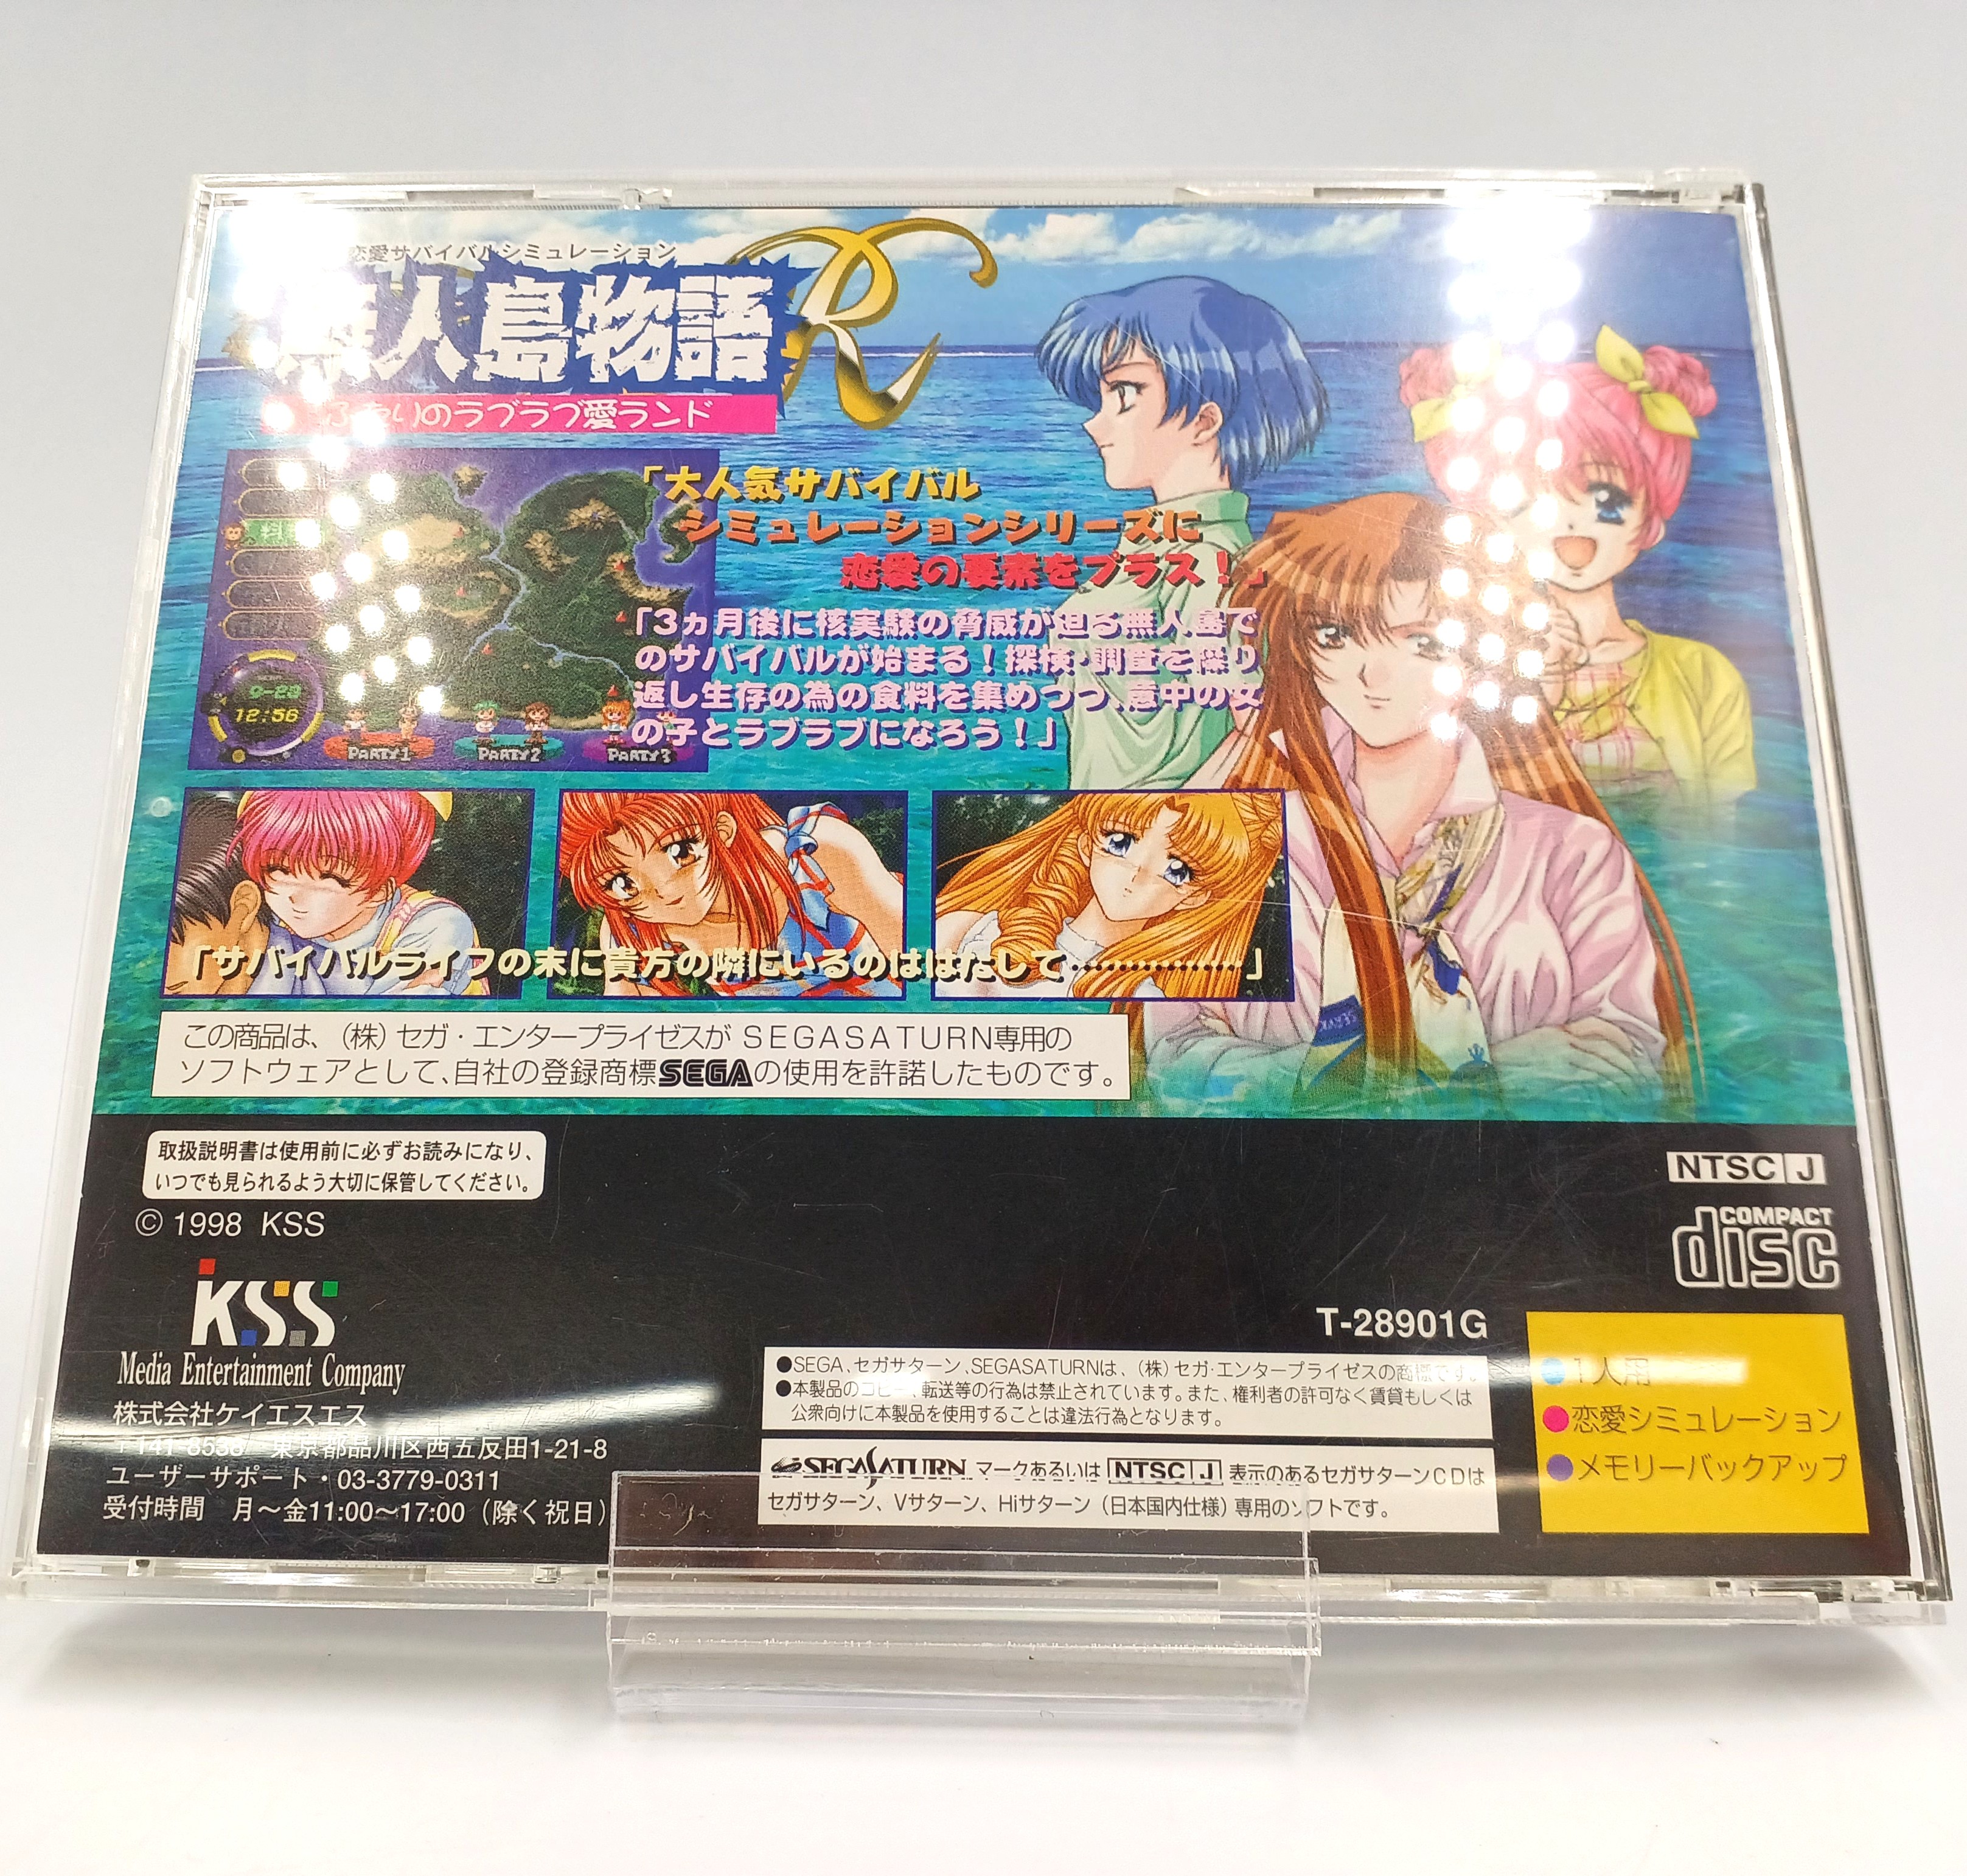 恋愛サバイバルシミュレーション
無人島物語R
ふたりのラブラブ愛ランド
「大人気サバイバル
シミュレーションシリーズに
恋愛の要素をプラス！」
「3ヵ月後に核実験の脅威が迫る無人島で
のサバイバルが始まる！探検・調査を繰り
返し生存の為の食料を集めつつ、意中の女
の子とラブラブになろう！」
9-28
12:56
PARTY1
PARTY2
PARTY3
「サバイバルライフの末に貴方の隣にいるのははたして……………」
この商品は、（株）セガ・エンタープライゼスが SEGASATURN専用の
ソフトウェアとして、自社の登録商標SEGAの使用を許諾したものです。
取扱説明書は使用前に必ずお読みになり、
いつでも見られるよう大切に保管してください。
© 1998 KSS
KSS
Media Entertainment Company
株式会社ケイエスエス
〒141-8538 東京都品川区西五反田1-21-8
ユーザーサポート・03-3779-0311
受付時間 月～金11:00～17:00（除く祝日）
NTSC J
COMPACT
disc
T-28901G
●SEGA、セガサターン、SEGASATURNは、（株）セガ・エンタープライゼスの商標です。
●本製品のコピー、転送等の行為は禁止されています。また、権利者の許可なく賃貸もしくは
公衆向けに本製品を使用することは違法行為となります。
SEGASATURN マークあるいは NTSC J 表示のあるセガサターンCDは
セガサターン、Vサターン、Hiサターン（日本国内仕様）専用のソフトです。
●1人用
●恋愛シミュレーション
●メモリーバックアップ